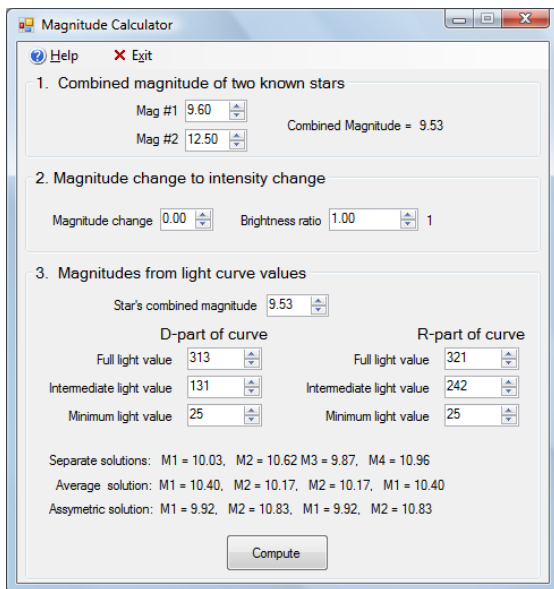 Magnitude Calculator
Help Exit
1. Combined magnitude of two known stars
Mag #1 9.60
Combined Magnitude = 9.53
Mag #2 12.50
2. Magnitude change to intensity change
Magnitude change 0.00 Brightness ratio 1.00 1
3. Magnitudes from light curve values
Star's combined magnitude 9.53
D-part of curve R-part of curve
Full light value 313 Full light value 321
Intermediate light value 131 Intermediate light value 242
Minimum light value 25 Minimum light value 25
Separate solutions: M1 = 10.03, M2 = 10.62 M3 = 9.87, M4 = 10.96
Average solution: M1 = 10.40, M2 = 10.17, M2 = 10.17, M1 = 10.40
Assymetric solution: M1 = 9.92, M2 = 10.83, M1 = 9.92, M2 = 10.83
Compute